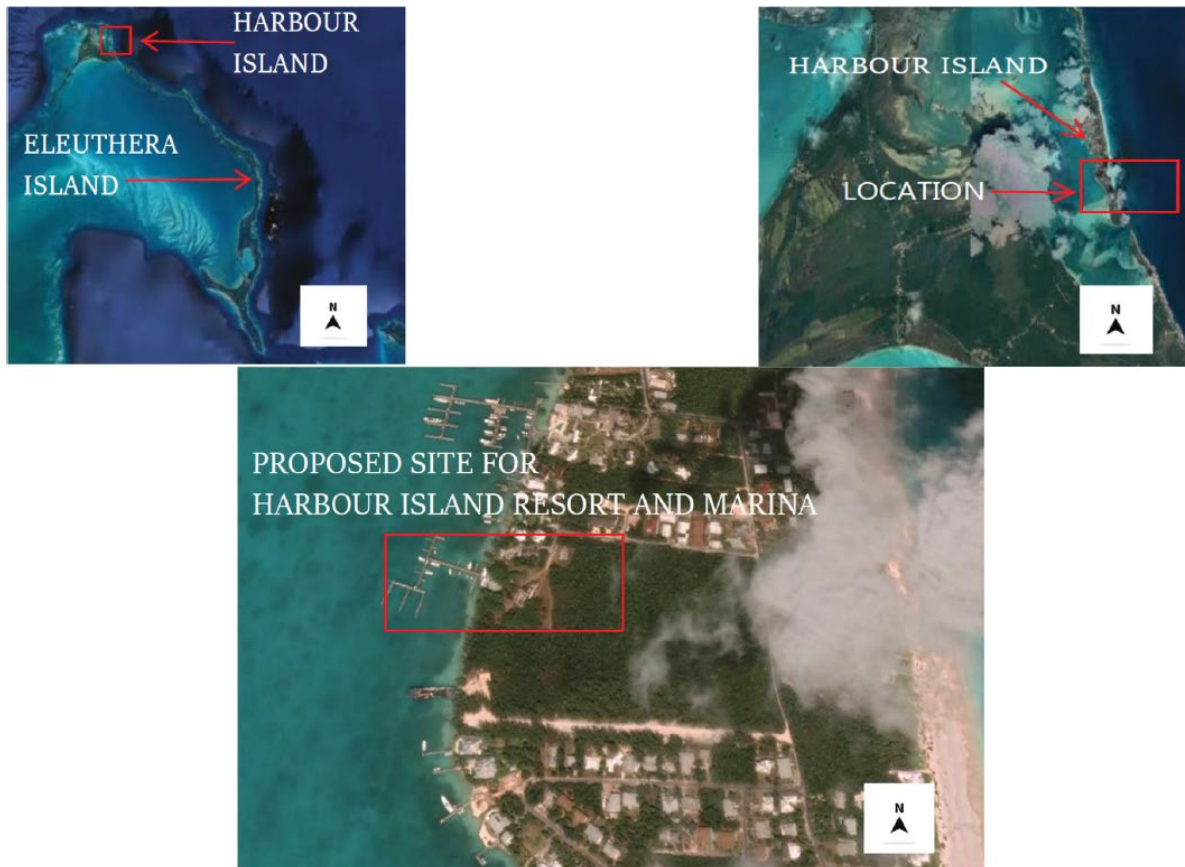 HARBOUR
ISLAND
ELEUTHERA
ISLAND
N
HARBOUR ISLAND
LOCATION
N
PROPOSED SITE FOR
HARBOUR ISLAND RESORT AND MARINA
N